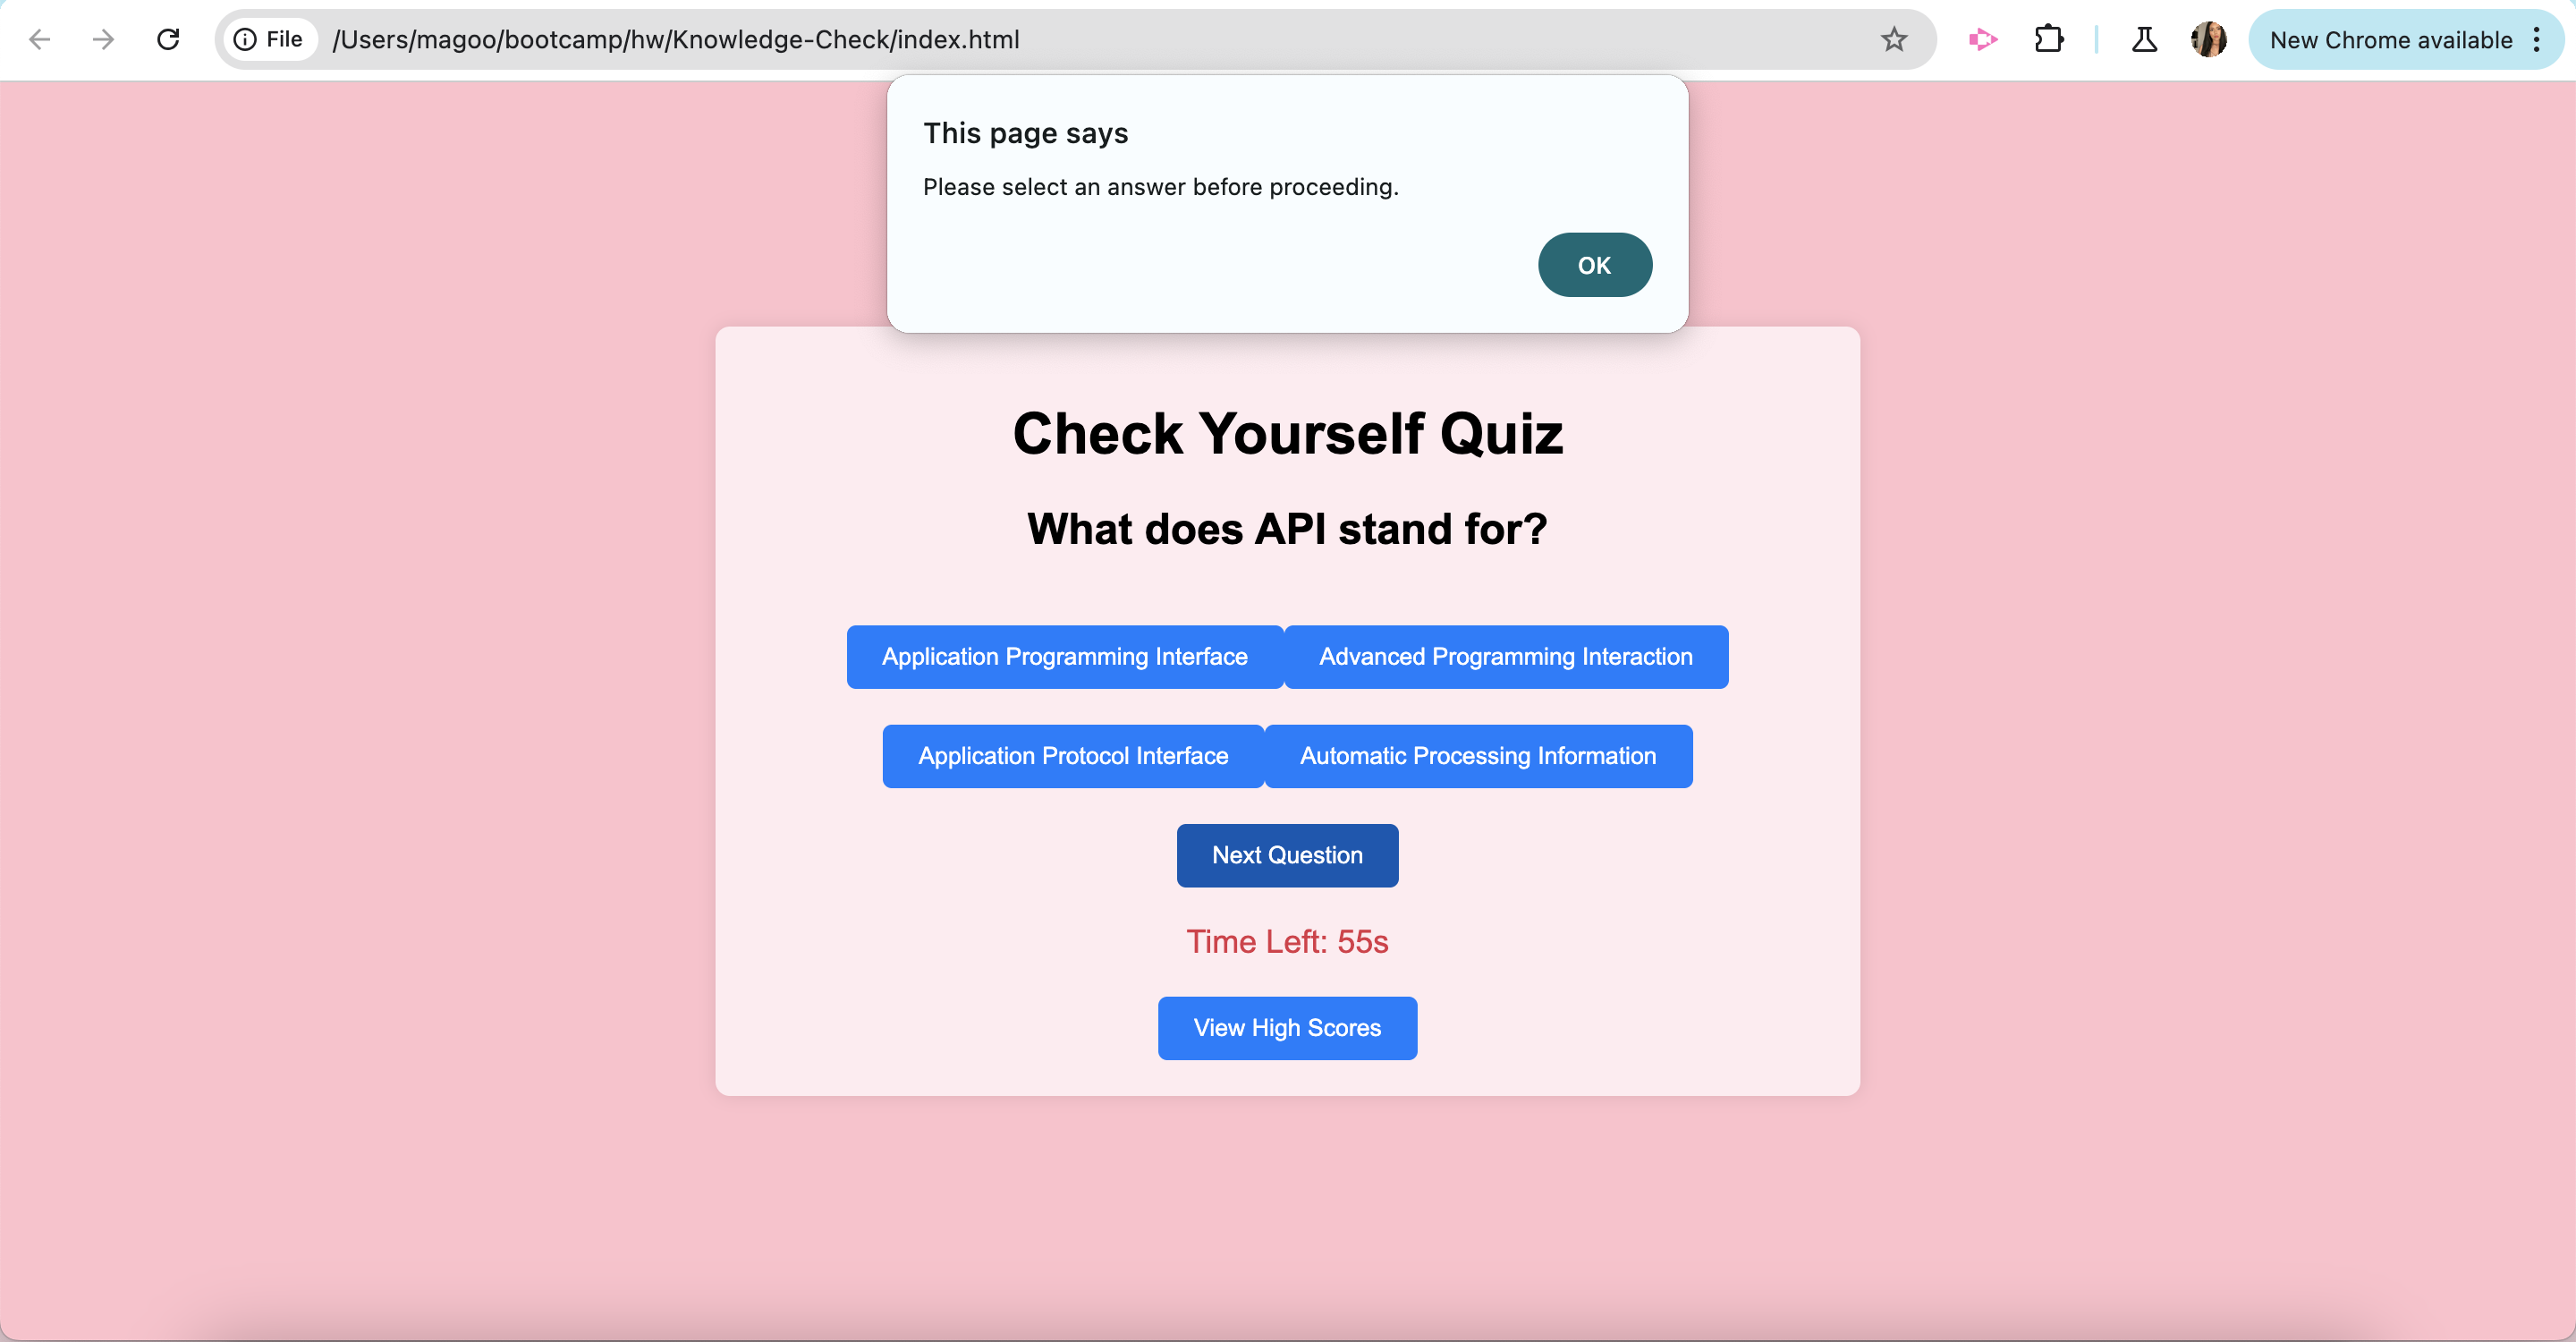 File /Users/magoo/bootcamp/hw/Knowledge-Check/index.html New Chrome available
This page says
Please select an answer before proceeding.
OK
Check Yourself Quiz
What does API stand for?
Application Programming Interface Advanced Programming Interaction
Application Protocol Interface Automatic Processing Information
Next Question
Time Left: 55s
View High Scores